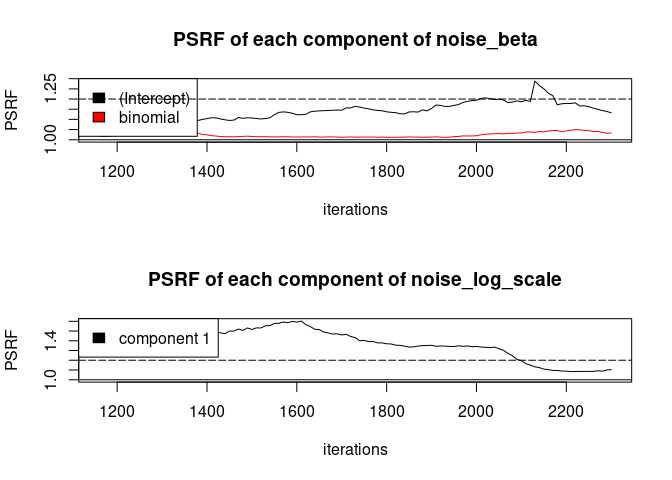 PSRF of each component of noise_beta
PSRF
1.00 1.25
(Intercept)
binomial
1200 1400 1600 1800 2000 2200
iterations
PSRF of each component of noise_log_scale
PSRF
1.0 1.4
component 1
1200 1400 1600 1800 2000 2200
iterations